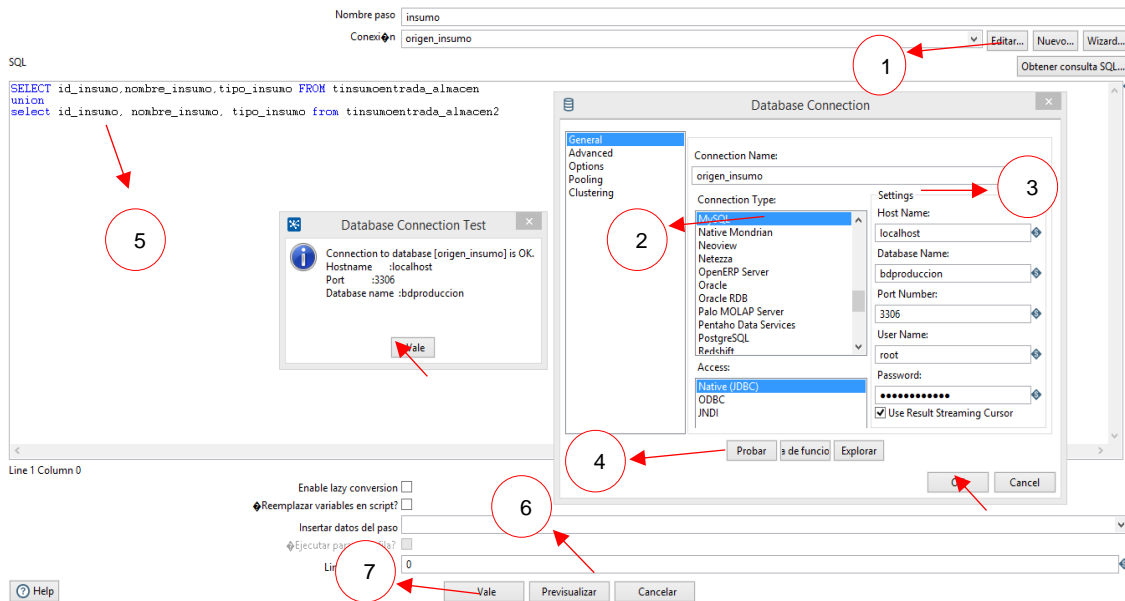 Nombre paso insumo
Conexi�n origen_insumo Editar... Nuevo... Wizard...
1
SQL Obtener consulta SQL...
SELECT id_insumo,nombre_insumo,tipo_insumo FROM tinsumoentrada_almacen
union
select id_insumo, nombre_insumo, tipo_insumo from tinsumoentrada_almacen2
5
Database Connection Test
Connection to database [origen_insumo] is OK.
Hostname :localhost
Port :3306
Database name :bdproduccion
Vale
Database Connection
General
Advanced
Options
Pooling
Clustering
Connection Name:
origen_insumo
Connection Type:
2
MySQL
Native Mondrian
Neoview
Netezza
OpenERP Server
Oracle
Oracle RDB
Palo MOLAP Server
Pentaho Data Services
PostgreSQL
Redshift
Access:
Native (JDBC)
ODBC
JNDI
Settings
3
Host Name:
localhost
Database Name:
bdproduccion
Port Number:
3306
User Name:
root
Password:
●●●●●●●●●●●●
Use Result Streaming Cursor
4
Probar a de funcio Explorar
Cancel
Line 1 Column 0
Enable lazy conversion
�Reemplazar variables en script?
6
Insertar datos del paso
�Ejecutar fila?
0
7
Help Vale Previsualizar Cancelar